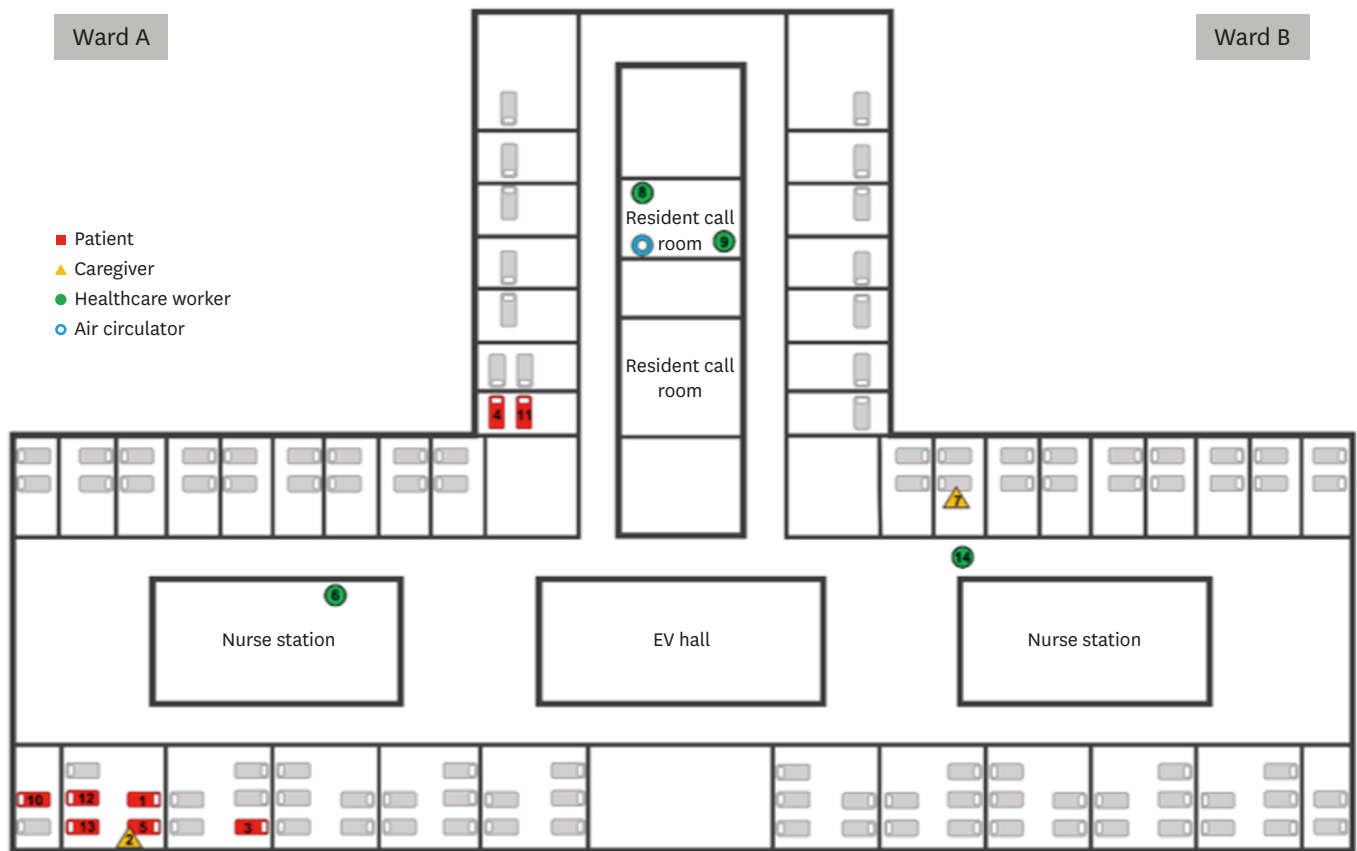 Ward A
Ward B
8
Resident call
room
9
Patient
Caregiver
Healthcare worker
Air circulator
Resident call
room
4
11
7
14
6
Nurse station
EV hall
Nurse station
10
12
1
13
5
3
2